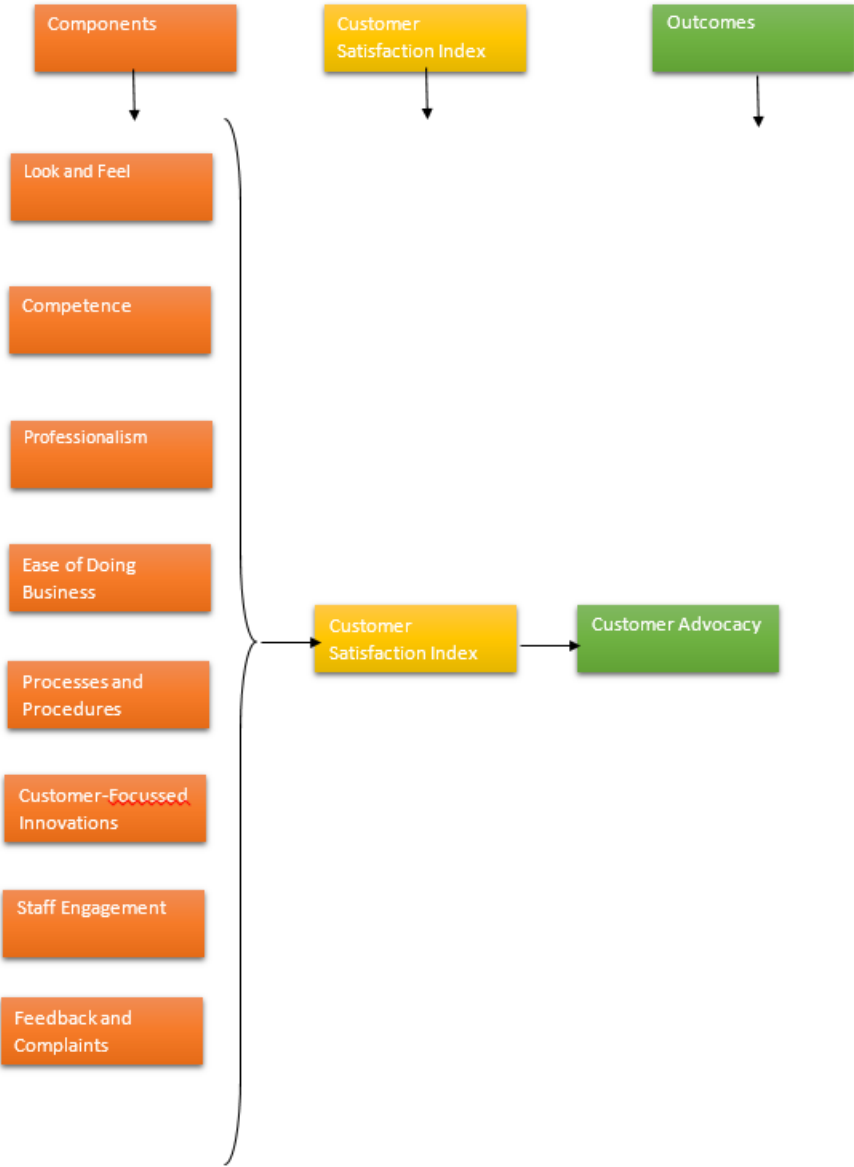 Components
Customer
Satisfaction Index
Outcomes
Look and Feel
Competence
Professionalism
Ease of Doing
Business
Processes and
Procedures
Customer-Focussed
Innovations
Staff Engagement
Feedback and
Complaints
Customer
Satisfaction Index
Customer Advocacy